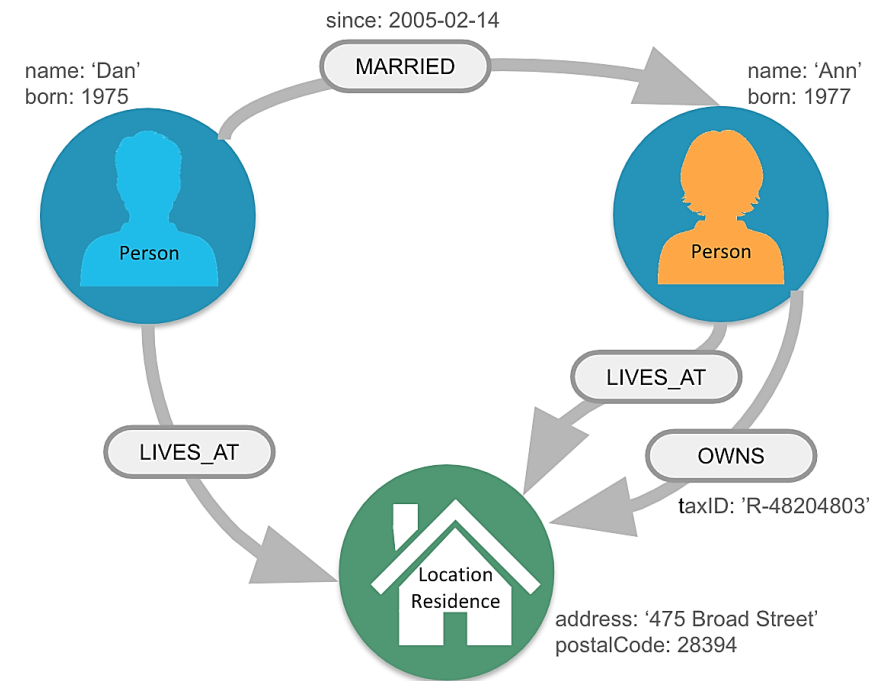 since: 2005-02-14
MARRIED
name: ‘Dan’
born: 1975
name: ‘Ann’
born: 1977
Person
Person
LIVES_AT
LIVES_AT
OWNS
taxID: ’R-48204803’
Location
Residence
address: ‘475 Broad Street’
postalCode: 28394